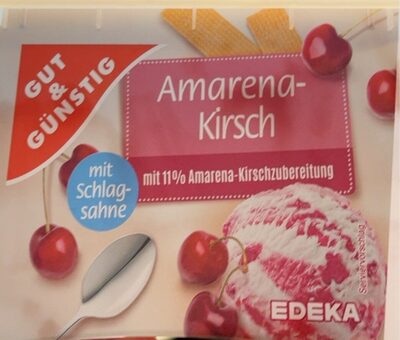 GUT
&
GÜNSTIG
Amarena-
Kirsch
mit 11% Amarena-Kirschzubereitung
mit
Schlag-
sahne
Serviervorschlag
EDEKA